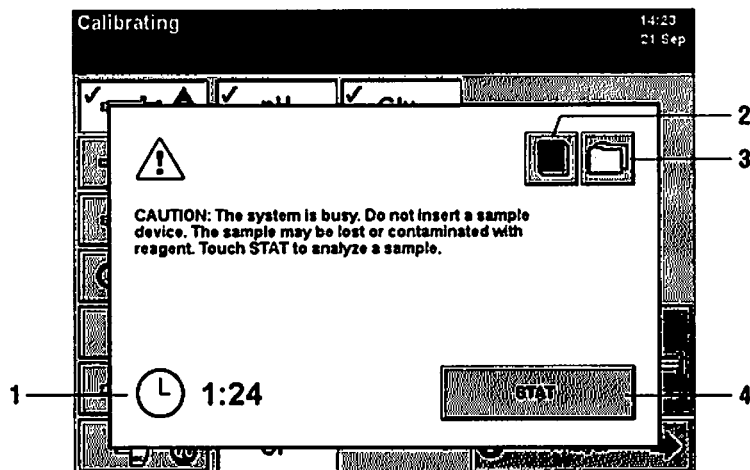 Calibrating
14:23
21 Sep
pH
Glu
2
3
CAUTION: The system is busy. Do not insert a sample
device. The sample may be lost or contaminated with
reagent. Touch STAT to analyze a sample.
1
1:24
STAT
4